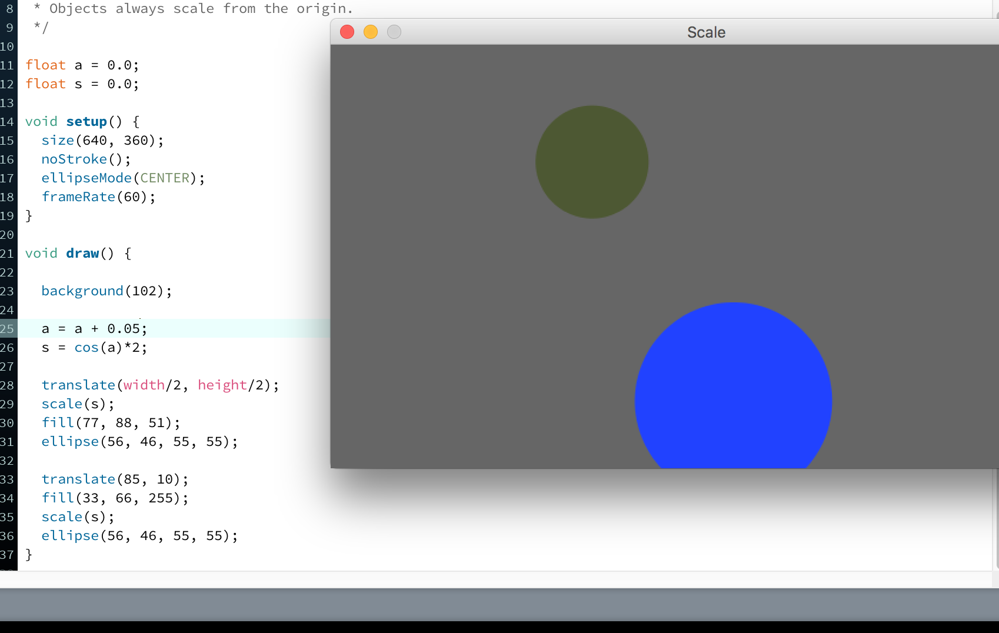 8 * Objects always scale from the origin.
9 */
10
11 float a = 0.0;
12 float s = 0.0;
13
14 void setup() {
15 size(640, 360);
16 noStroke();
17 ellipseMode(CENTER);
18 frameRate(60);
19 }
20
21 void draw() {
22
23 background(102);
24
25 a = a + 0.05;
26 s = cos(a)*2;
27
28 translate(width/2, height/2);
29 scale(s);
30 fill(77, 88, 51);
31 ellipse(56, 46, 55, 55);
32
33 translate(85, 10);
34 fill(33, 66, 255);
35 scale(s);
36 ellipse(56, 46, 55, 55);
37 }
Scale